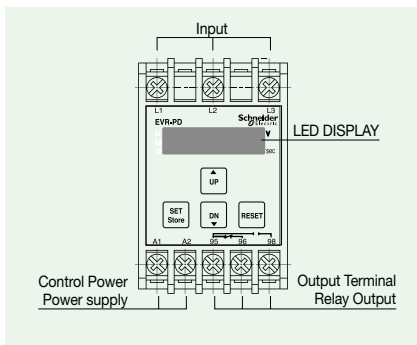 Input
L1 L2 L3
EVR-PD Schneider
Electric
V
LED DISPLAY
sec
UP
SET
Store
DN
RESET
A1 A2 95 96 98
Control Power
Power supply
Output Terminal
Relay Output